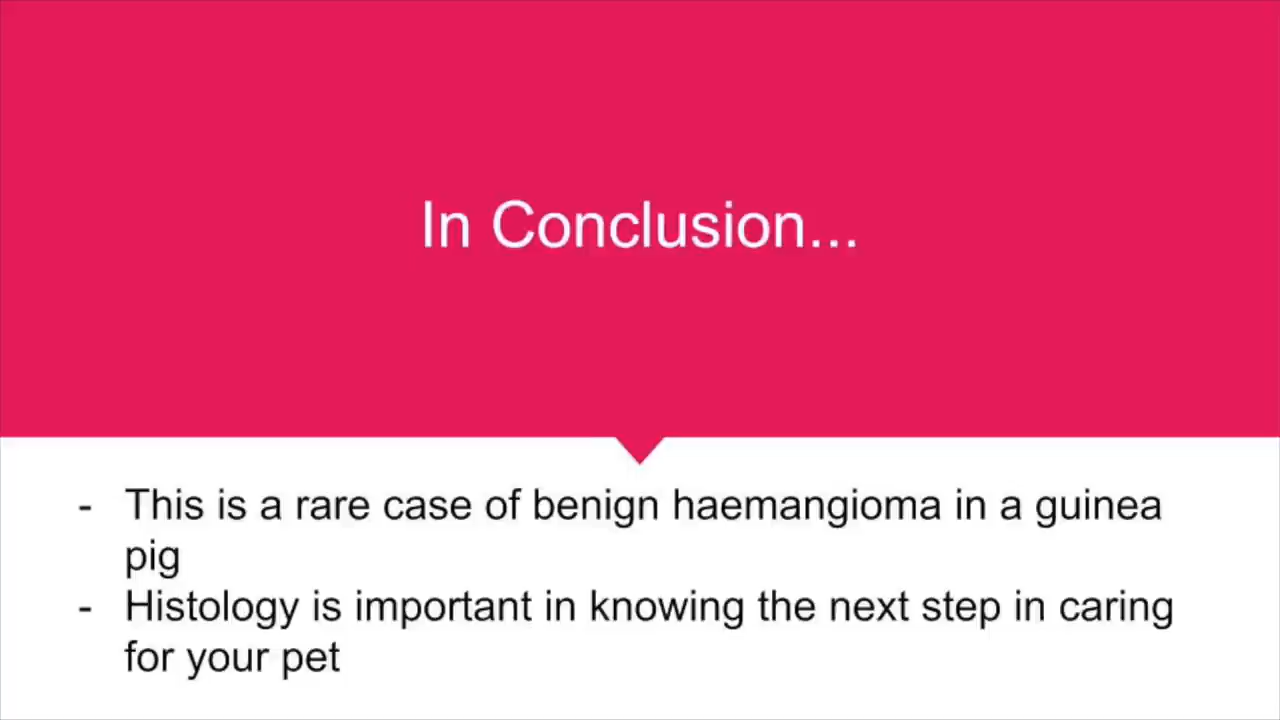 In Conclusion...
- This is a rare case of benign haemangioma in a guinea
pig
- Histology is important in knowing the next step in caring
for your pet